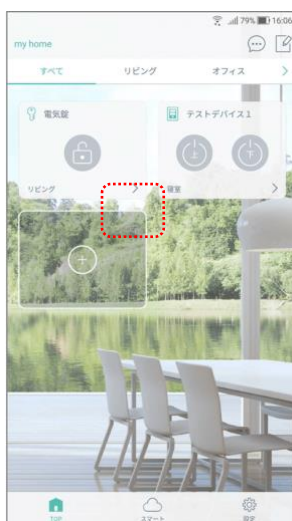 79% 16:06
my home
すべて リビング オフィス
電気錠 テストデバイス1
上 下
リビング 寝室
TOP スマート 設定